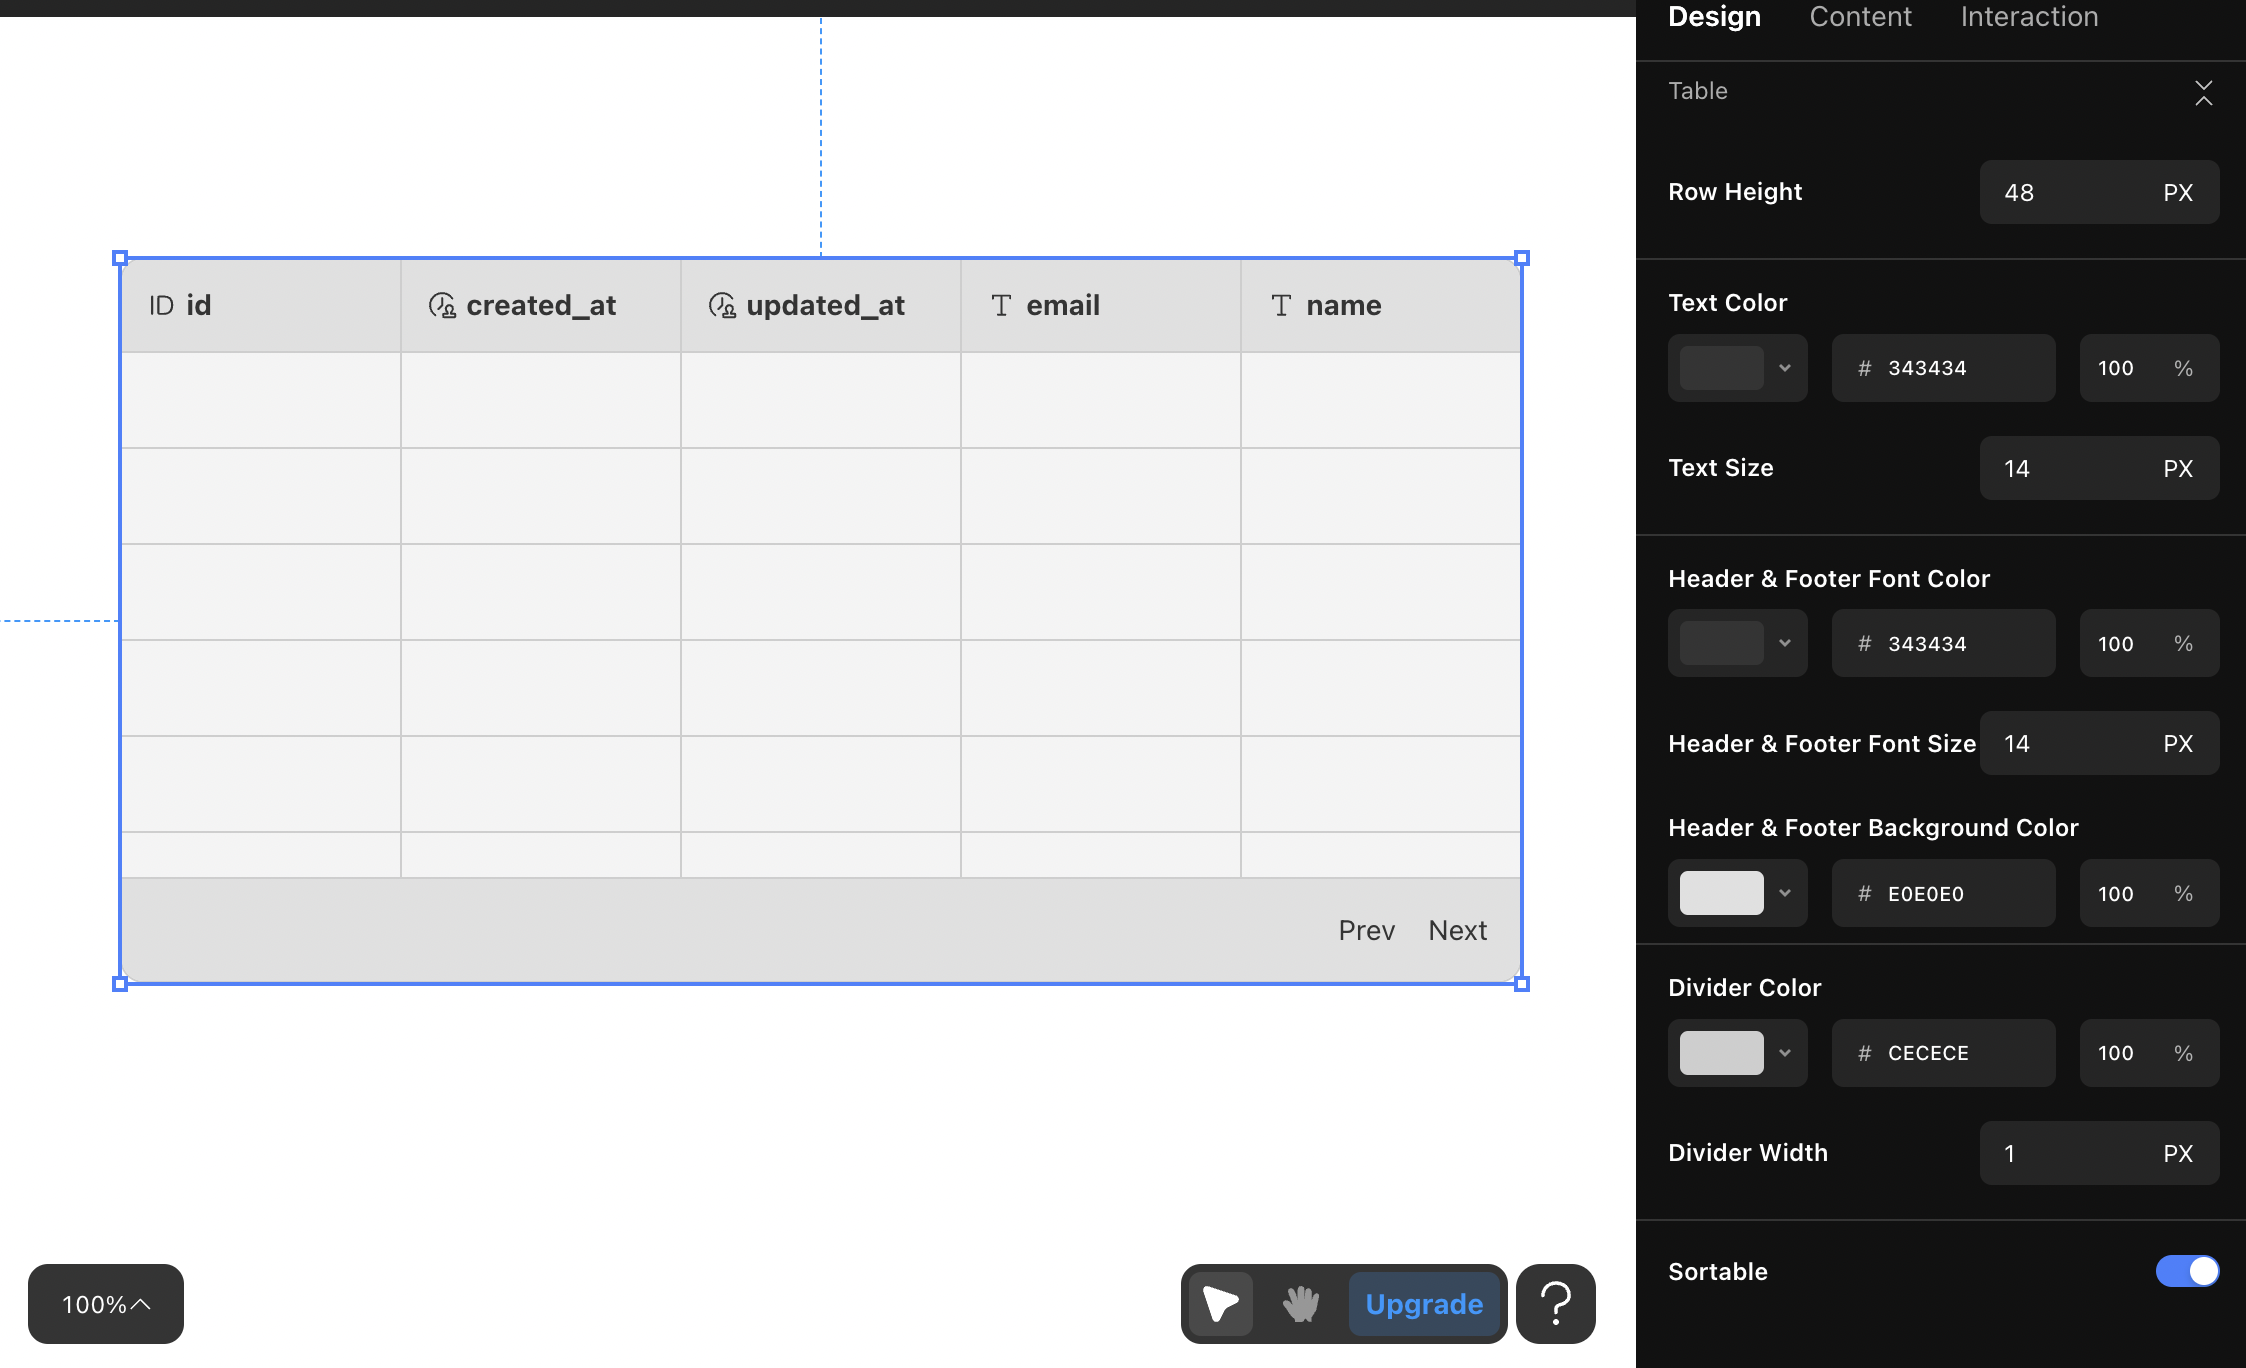 Design Content Interaction
Table
Row Height 48 PX
Text Color
# 343434 100 %
Text Size 14 PX
Header & Footer Font Color
# 343434 100 %
Header & Footer Font Size 14 PX
Header & Footer Background Color
# E0E0E0 100 %
Divider Color
# CECECE 100 %
Divider Width 1 PX
Sortable
ID id created_at updated_at T email T name
Prev Next
100%
Upgrade ?